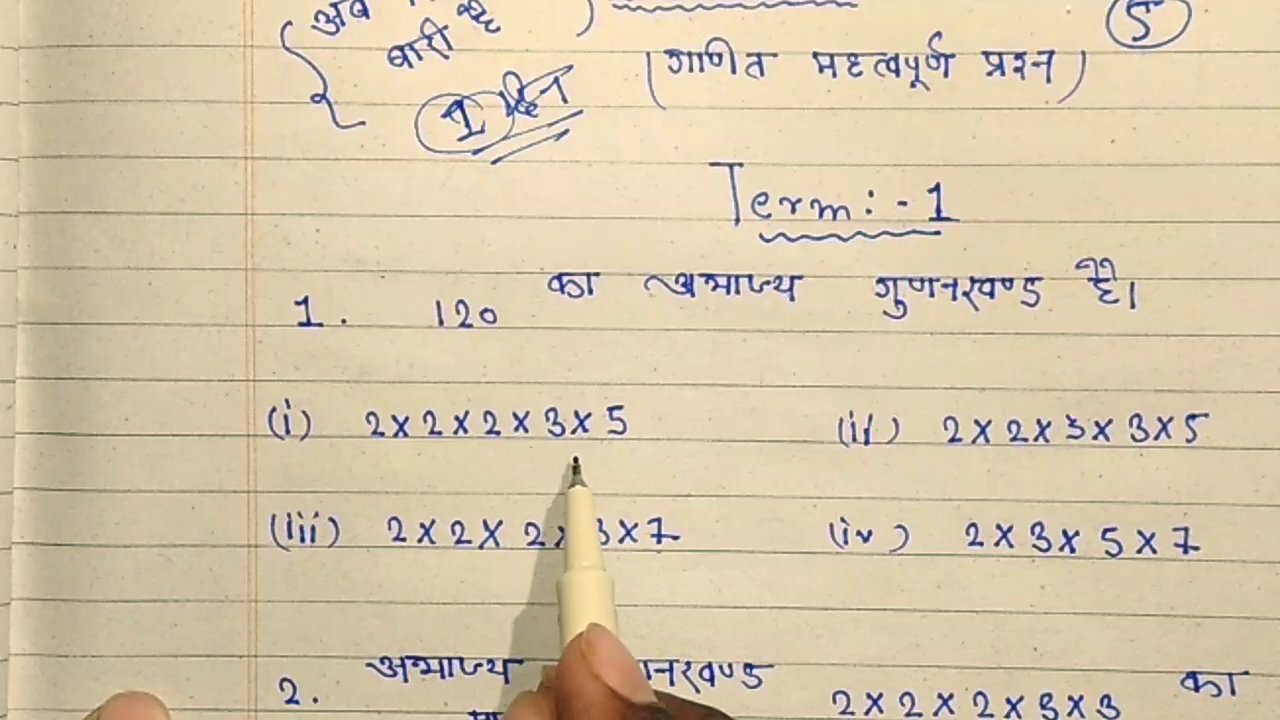 अब
बारी है
1 दिन
5
(गणित महत्वपूर्ण प्रश्न)
Term:-1
1. 120 का अभाज्य गुणनखण्ड है।
(i) 2×2×2×3×5 (ii) 2×2×3×3×5
(iii) 2×2×2×3×7 (iv) 2×3×5×7
2. अभाज्य 2×2×2×3×3 का